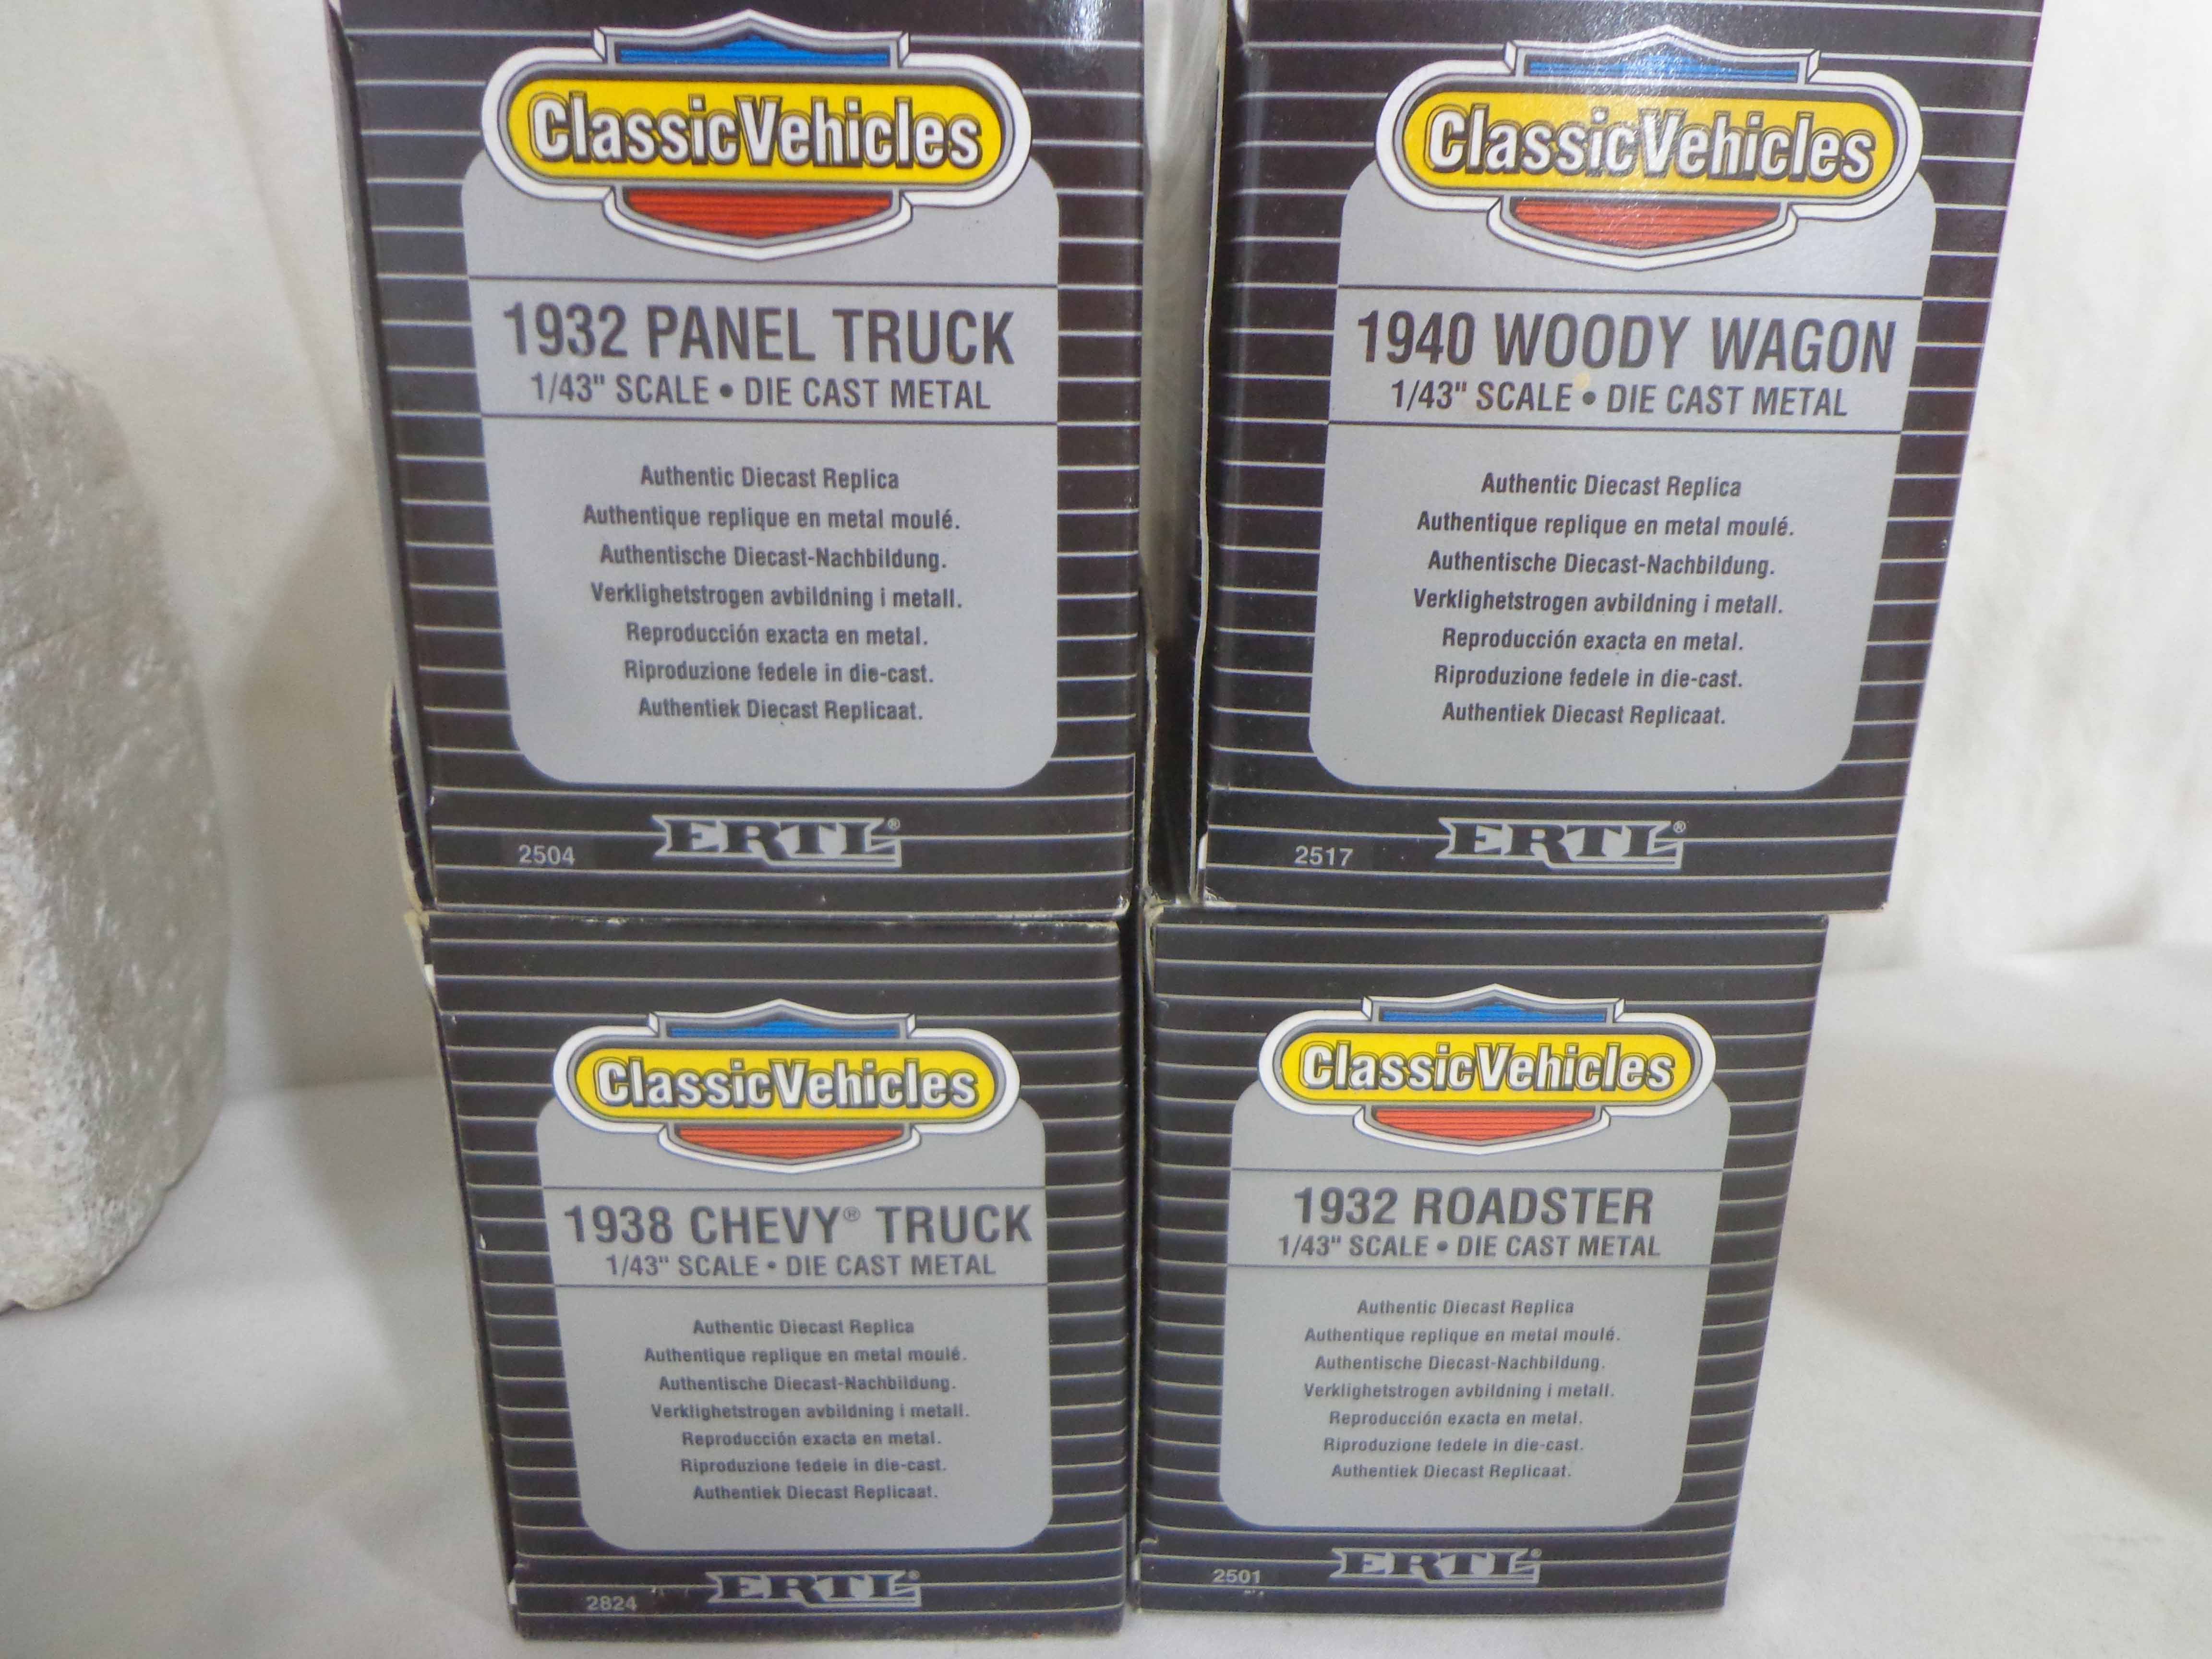 ClassicVehicles
1932 PANEL TRUCK
1/43" SCALE • DIE CAST METAL
Authentic Diecast Replica
Authentique replique en metal moulé.
Authentische Diecast-Nachbildung.
Verklighetstrogen avbildning i metall.
Reproducción exacta en metal.
Riproduzione fedele in die-cast.
Authentiek Diecast Replicaat.
2504 ERTL®
ClassicVehicles
1940 WOODY WAGON
1/43" SCALE • DIE CAST METAL
Authentic Diecast Replica
Authentique replique en metal moulé.
Authentische Diecast-Nachbildung.
Verklighetstrogen avbildning i metall.
Reproducción exacta en metal.
Riproduzione fedele in die-cast.
Authentiek Diecast Replicaat.
2517 ERTL®
ClassicVehicles
1938 CHEVY® TRUCK
1/43" SCALE • DIE CAST METAL
Authentic Diecast Replica
Authentique replique en metal moulé.
Authentische Diecast-Nachbildung.
Verklighetstrogen avbildning i metall.
Reproducción exacta en metal.
Riproduzione fedele in die-cast.
Authentiek Diecast Replicaat.
2824 ERTL®
ClassicVehicles
1932 ROADSTER
1/43" SCALE • DIE CAST METAL
Authentic Diecast Replica
Authentique replique en metal moulé.
Authentische Diecast-Nachbildung.
Verklighetstrogen avbildning i metall.
Reproducción exacta en metal.
Riproduzione fedele in die-cast.
Authentiek Diecast Replicaat.
2501 ERTL®